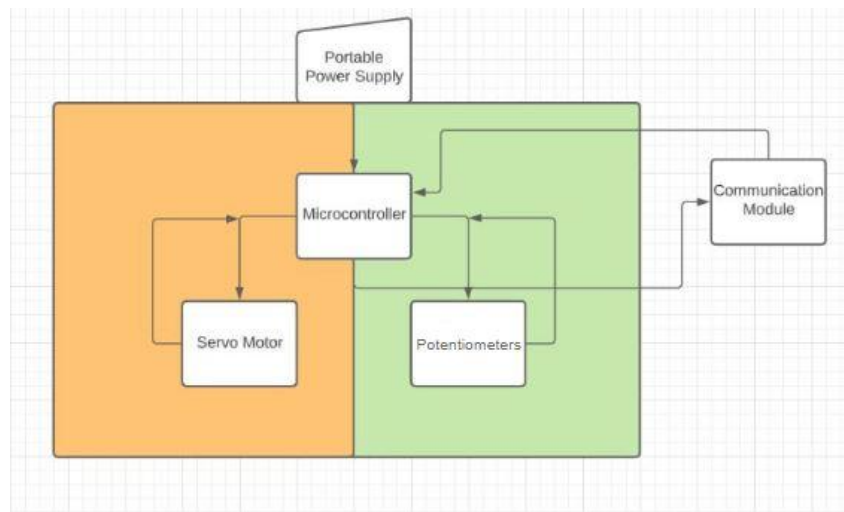 Portable
Power Supply
Microcontroller
Communication
Module
Servo Motor
Potentiometers